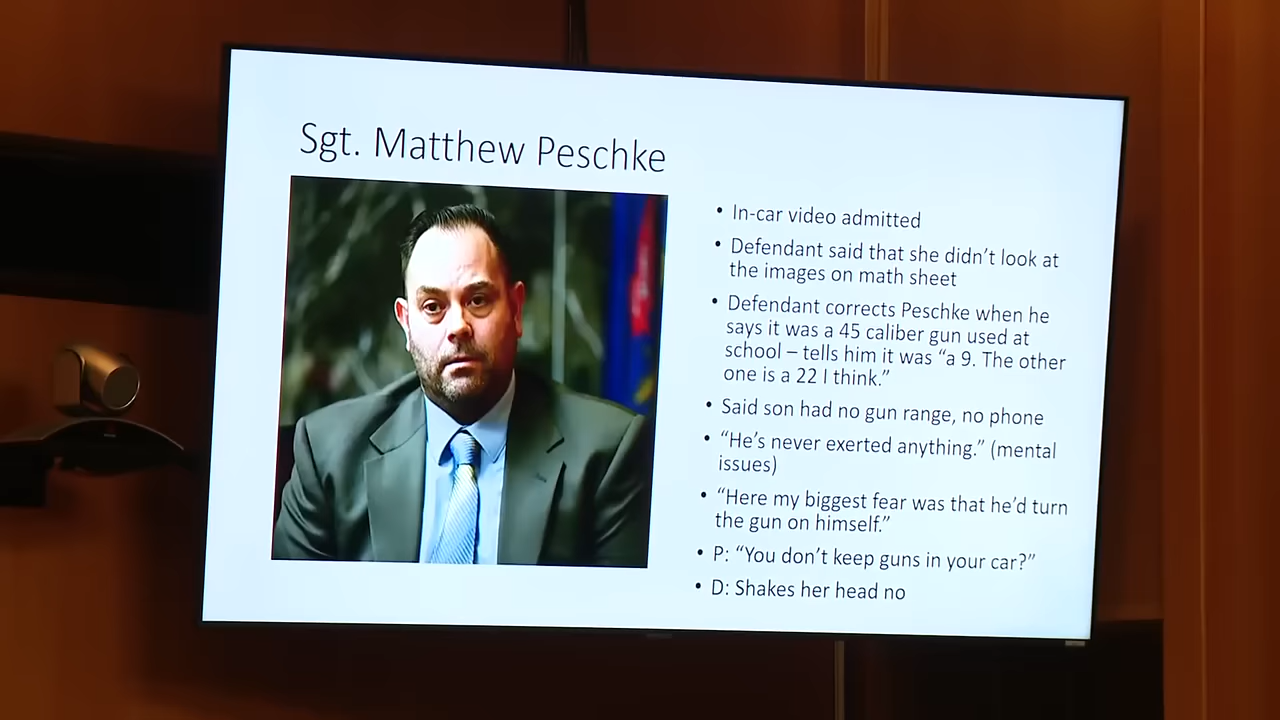 Sgt. Matthew Peschke
• In-car video admitted
• Defendant said that she didn't look at
the images on math sheet
• Defendant corrects Peschke when he
says it was a 45 caliber gun used at
school – tells him it was "a 9. The other
one is a 22 I think."
• Said son had no gun range, no phone
• "He's never exerted anything." (mental
issues)
• "Here my biggest fear was that he'd turn
the gun on himself."
• P: "You don't keep guns in your car?"
• D: Shakes her head no